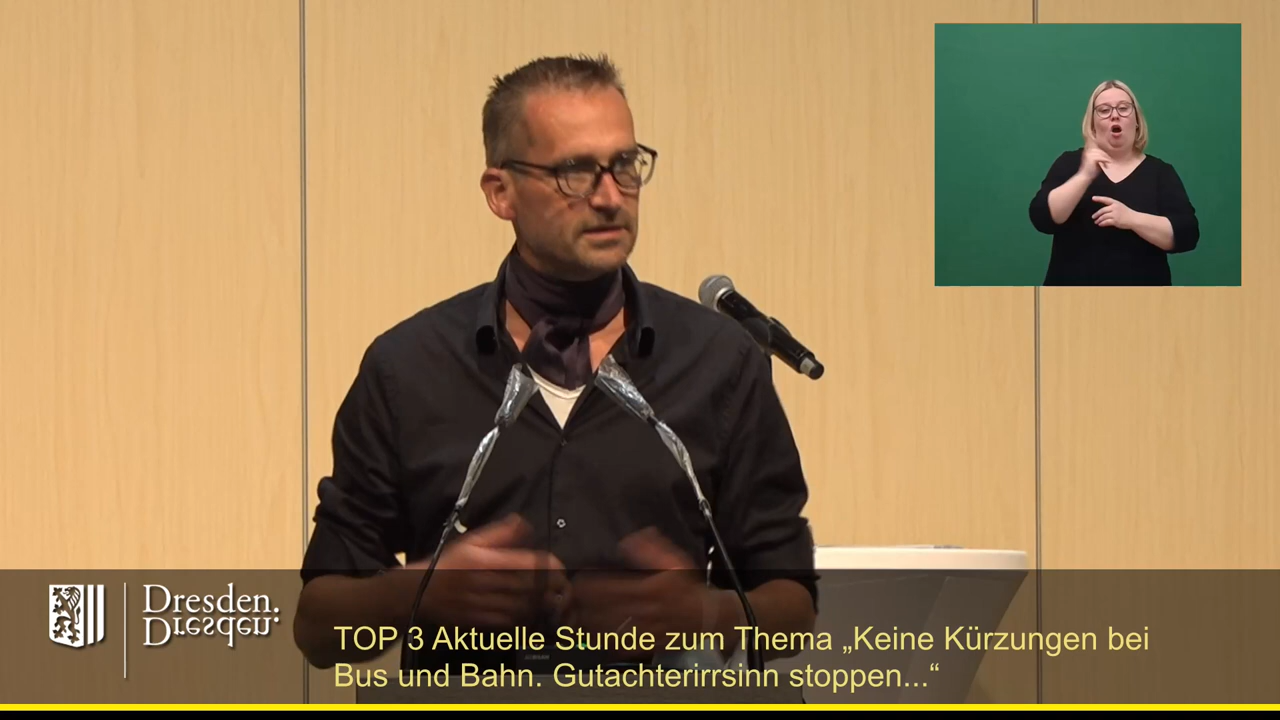 Dresden.
Dresden.
TOP 3 Aktuelle Stunde zum Thema „Keine Kürzungen bei
Bus und Bahn. Gutachterirrsinn stoppen...“